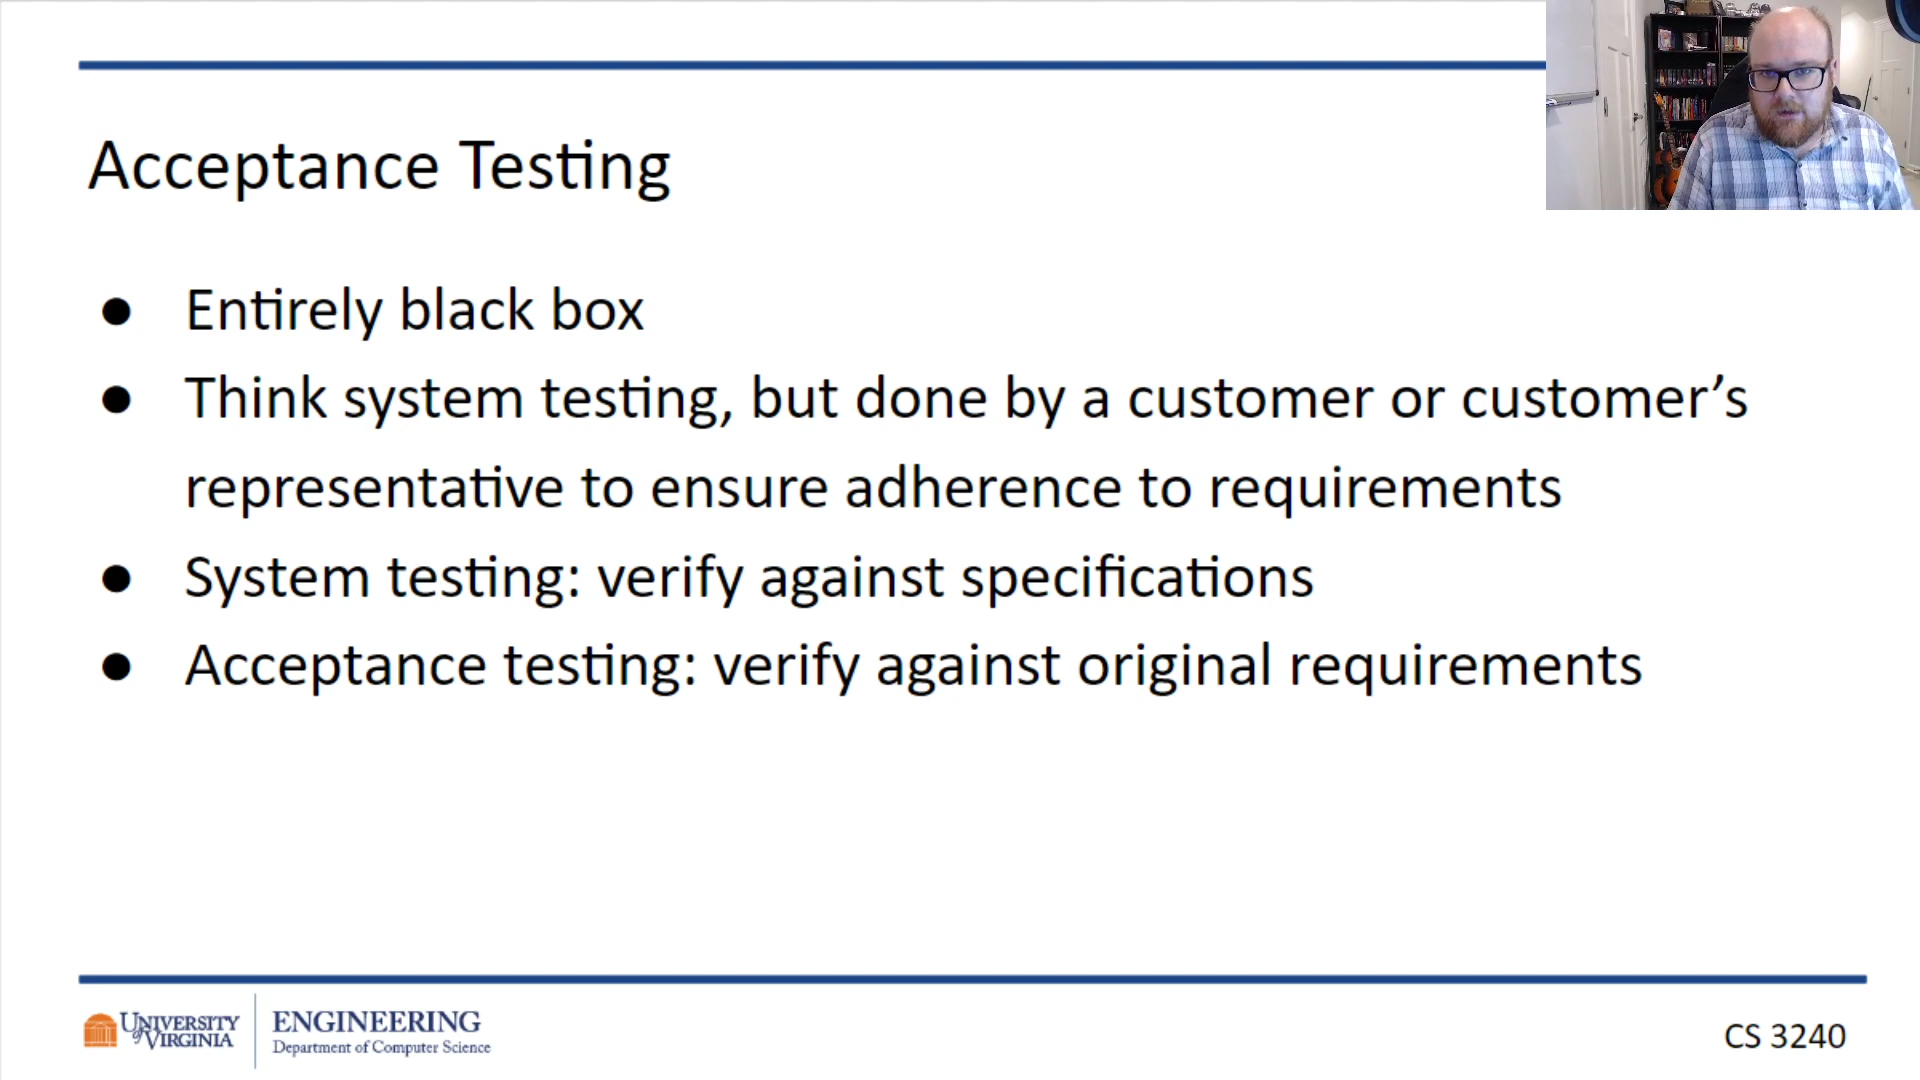 Acceptance Testing
● Entirely black box
● Think system testing, but done by a customer or customer’s
representative to ensure adherence to requirements
● System testing: verify against specifications
● Acceptance testing: verify against original requirements
UNIVERSITY
of VIRGINIA
ENGINEERING
Department of Computer Science
CS 3240